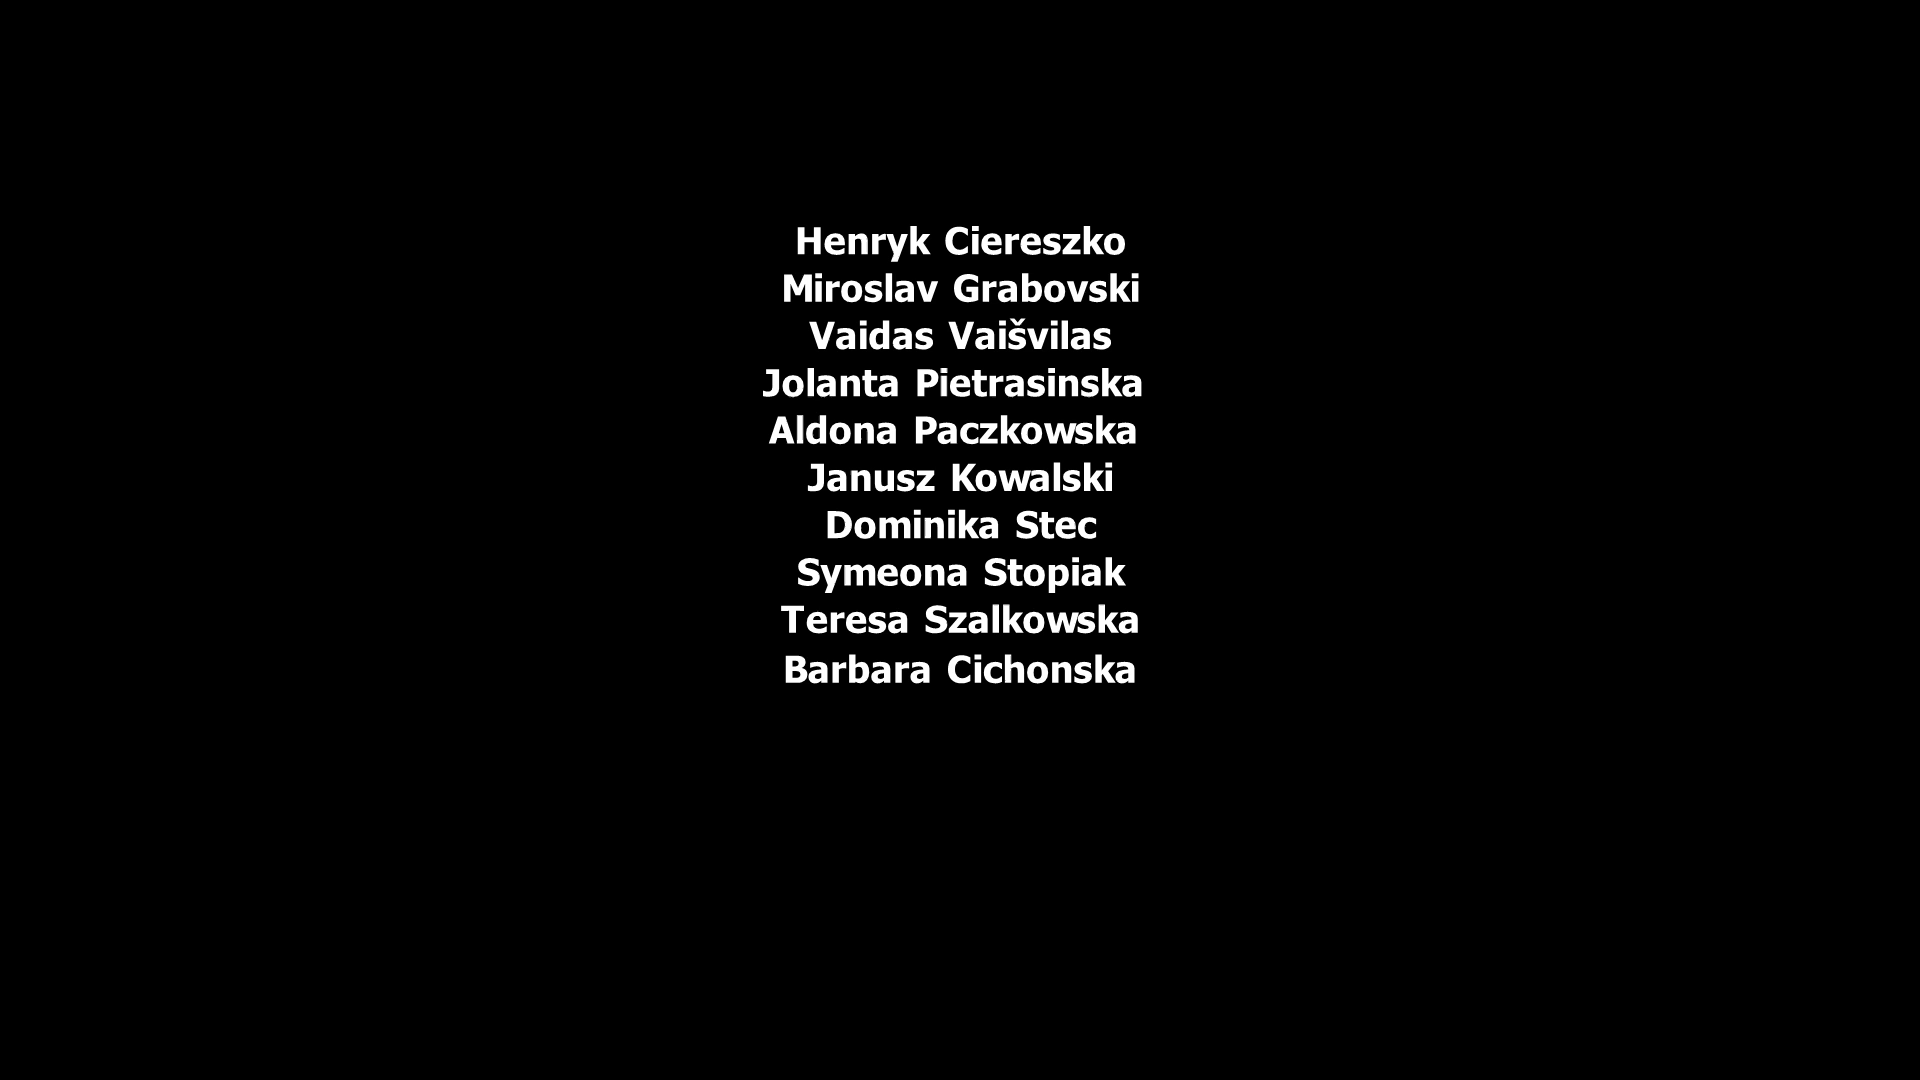 Henryk Ciereszko
Miroslav Grabovski
Vaidas Vaišvilas
Jolanta Pietrasinska
Aldona Paczkowska
Janusz Kowalski
Dominika Stec
Symeona Stopiak
Teresa Szalkowska
Barbara Cichonska